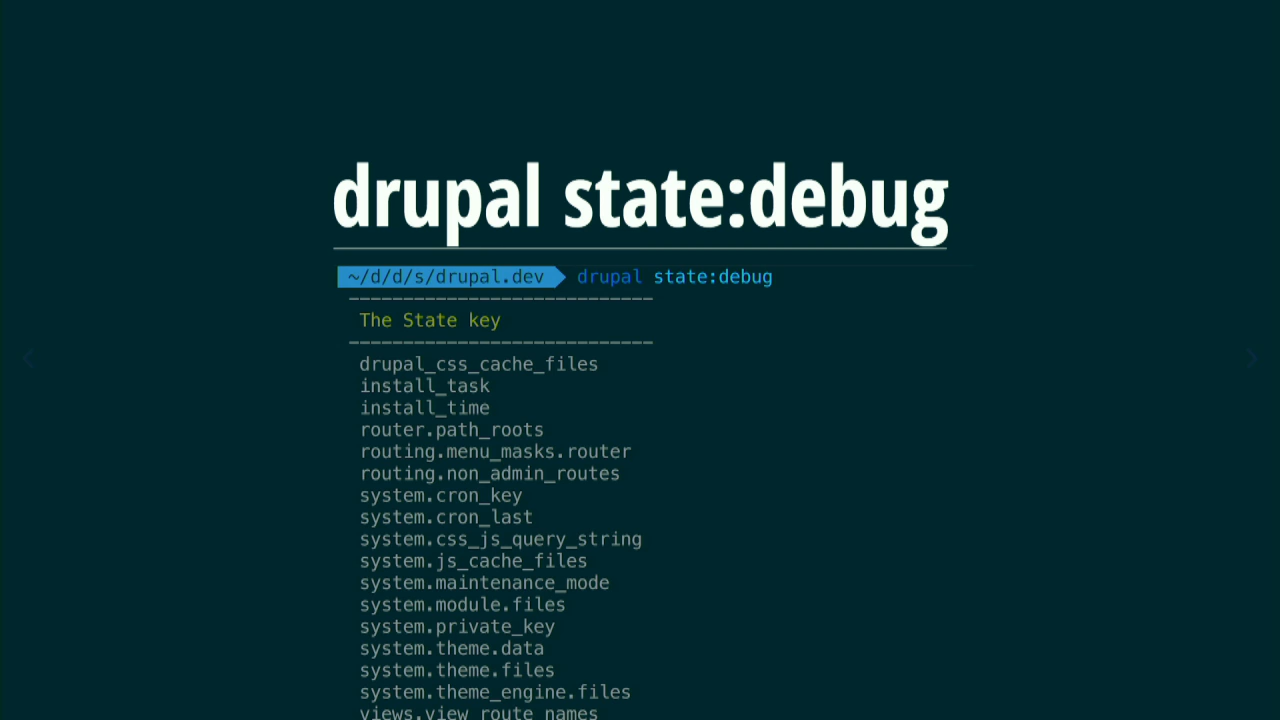 drupal state:debug
~/d/d/s/drupal.dev drupal state:debug
The State key
drupal_css_cache_files
install_task
install_time
router.path_roots
routing.menu_masks.router
routing.non_admin_routes
system.cron_key
system.cron_last
system.css_js_query_string
system.js_cache_files
system.maintenance_mode
system.module.files
system.private_key
system.theme.data
system.theme.files
system.theme_engine.files
views.view_route_names